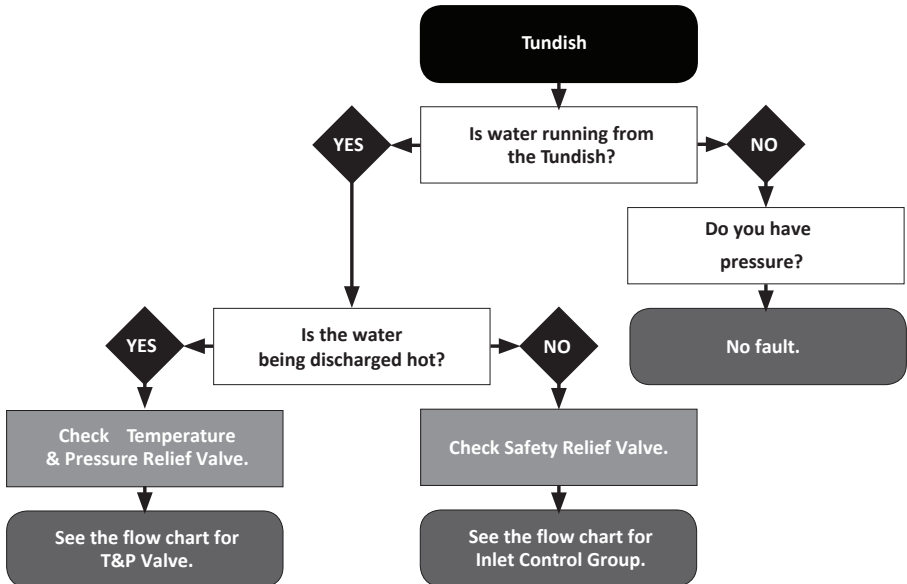 Tundish
Is water running from
the Tundish?
YES
NO
Do you have
pressure?
No fault.
Is the water
being discharged hot?
YES
NO
Check Temperature
& Pressure Relief Valve.
Check Safety Relief Valve.
See the flow chart for
T&P Valve.
See the flow chart for
Inlet Control Group.